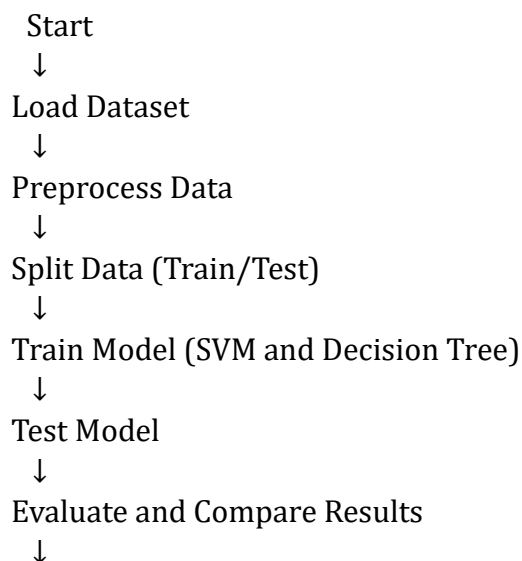 Start
↓
Load Dataset
↓
Preprocess Data
↓
Split Data (Train/Test)
↓
Train Model (SVM and Decision Tree)
↓
Test Model
↓
Evaluate and Compare Results
↓